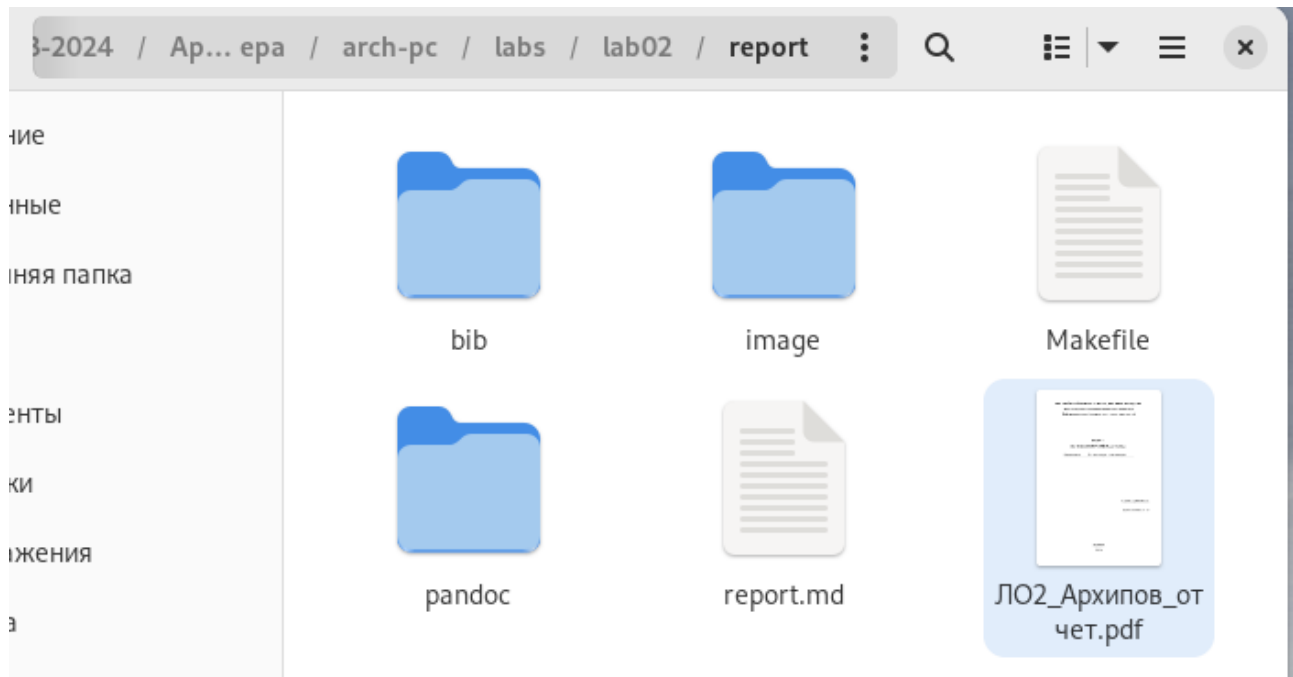 3-2024 / Ap... ера / arch-pc / labs / lab02 / report
ние
нные
няя папка
енты
ки
ажения
а
bib
image
Makefile
pandoc
report.md
ЛО2_Архипов_от
чет.pdf